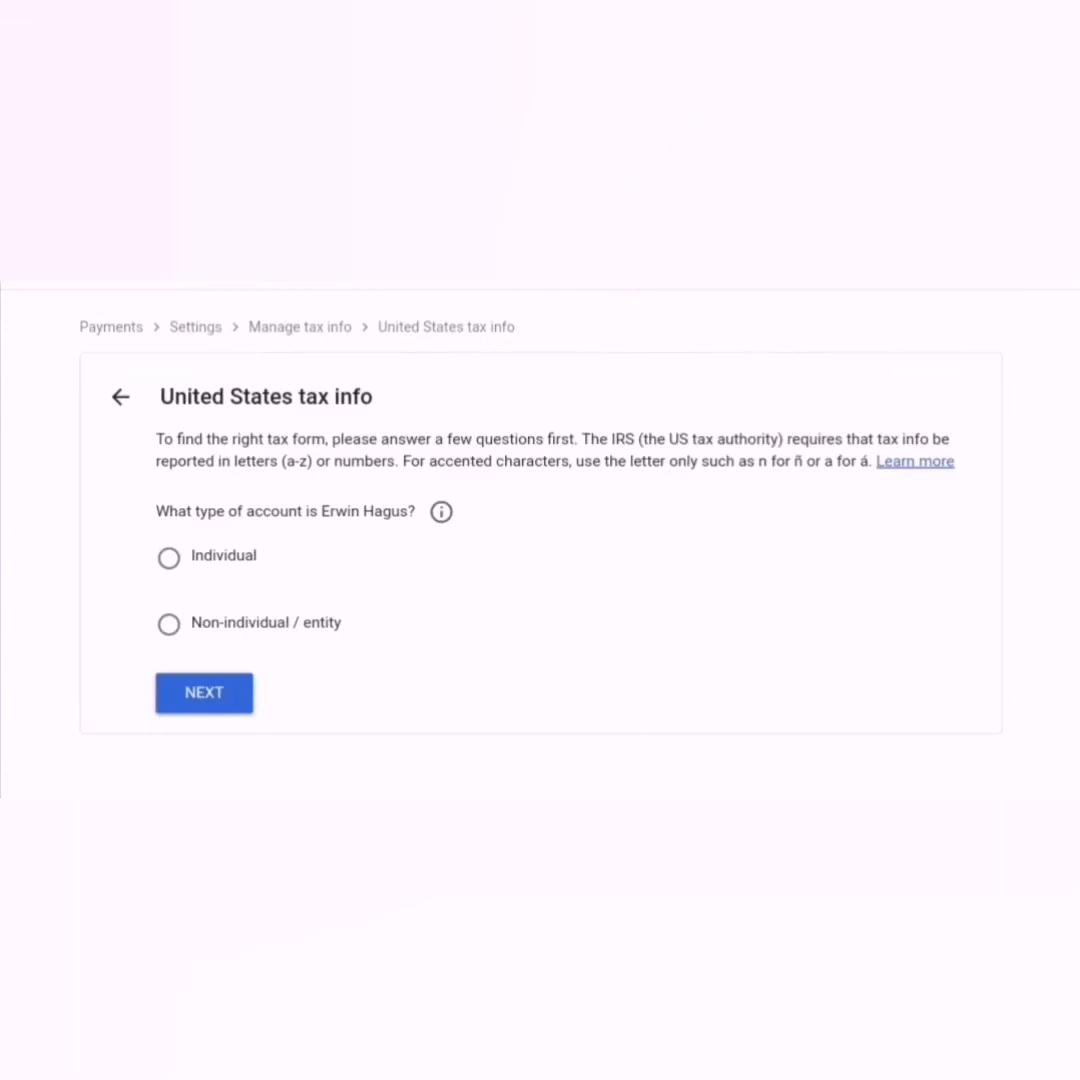 Payments > Settings > Manage tax info > United States tax info
United States tax info
To find the right tax form, please answer a few questions first. The IRS (the US tax authority) requires that tax info be
reported in letters (a-z) or numbers. For accented characters, use the letter only such as n for ñ or a for á. Learn more
What type of account is Erwin Hagus?
Individual
Non-individual / entity
NEXT